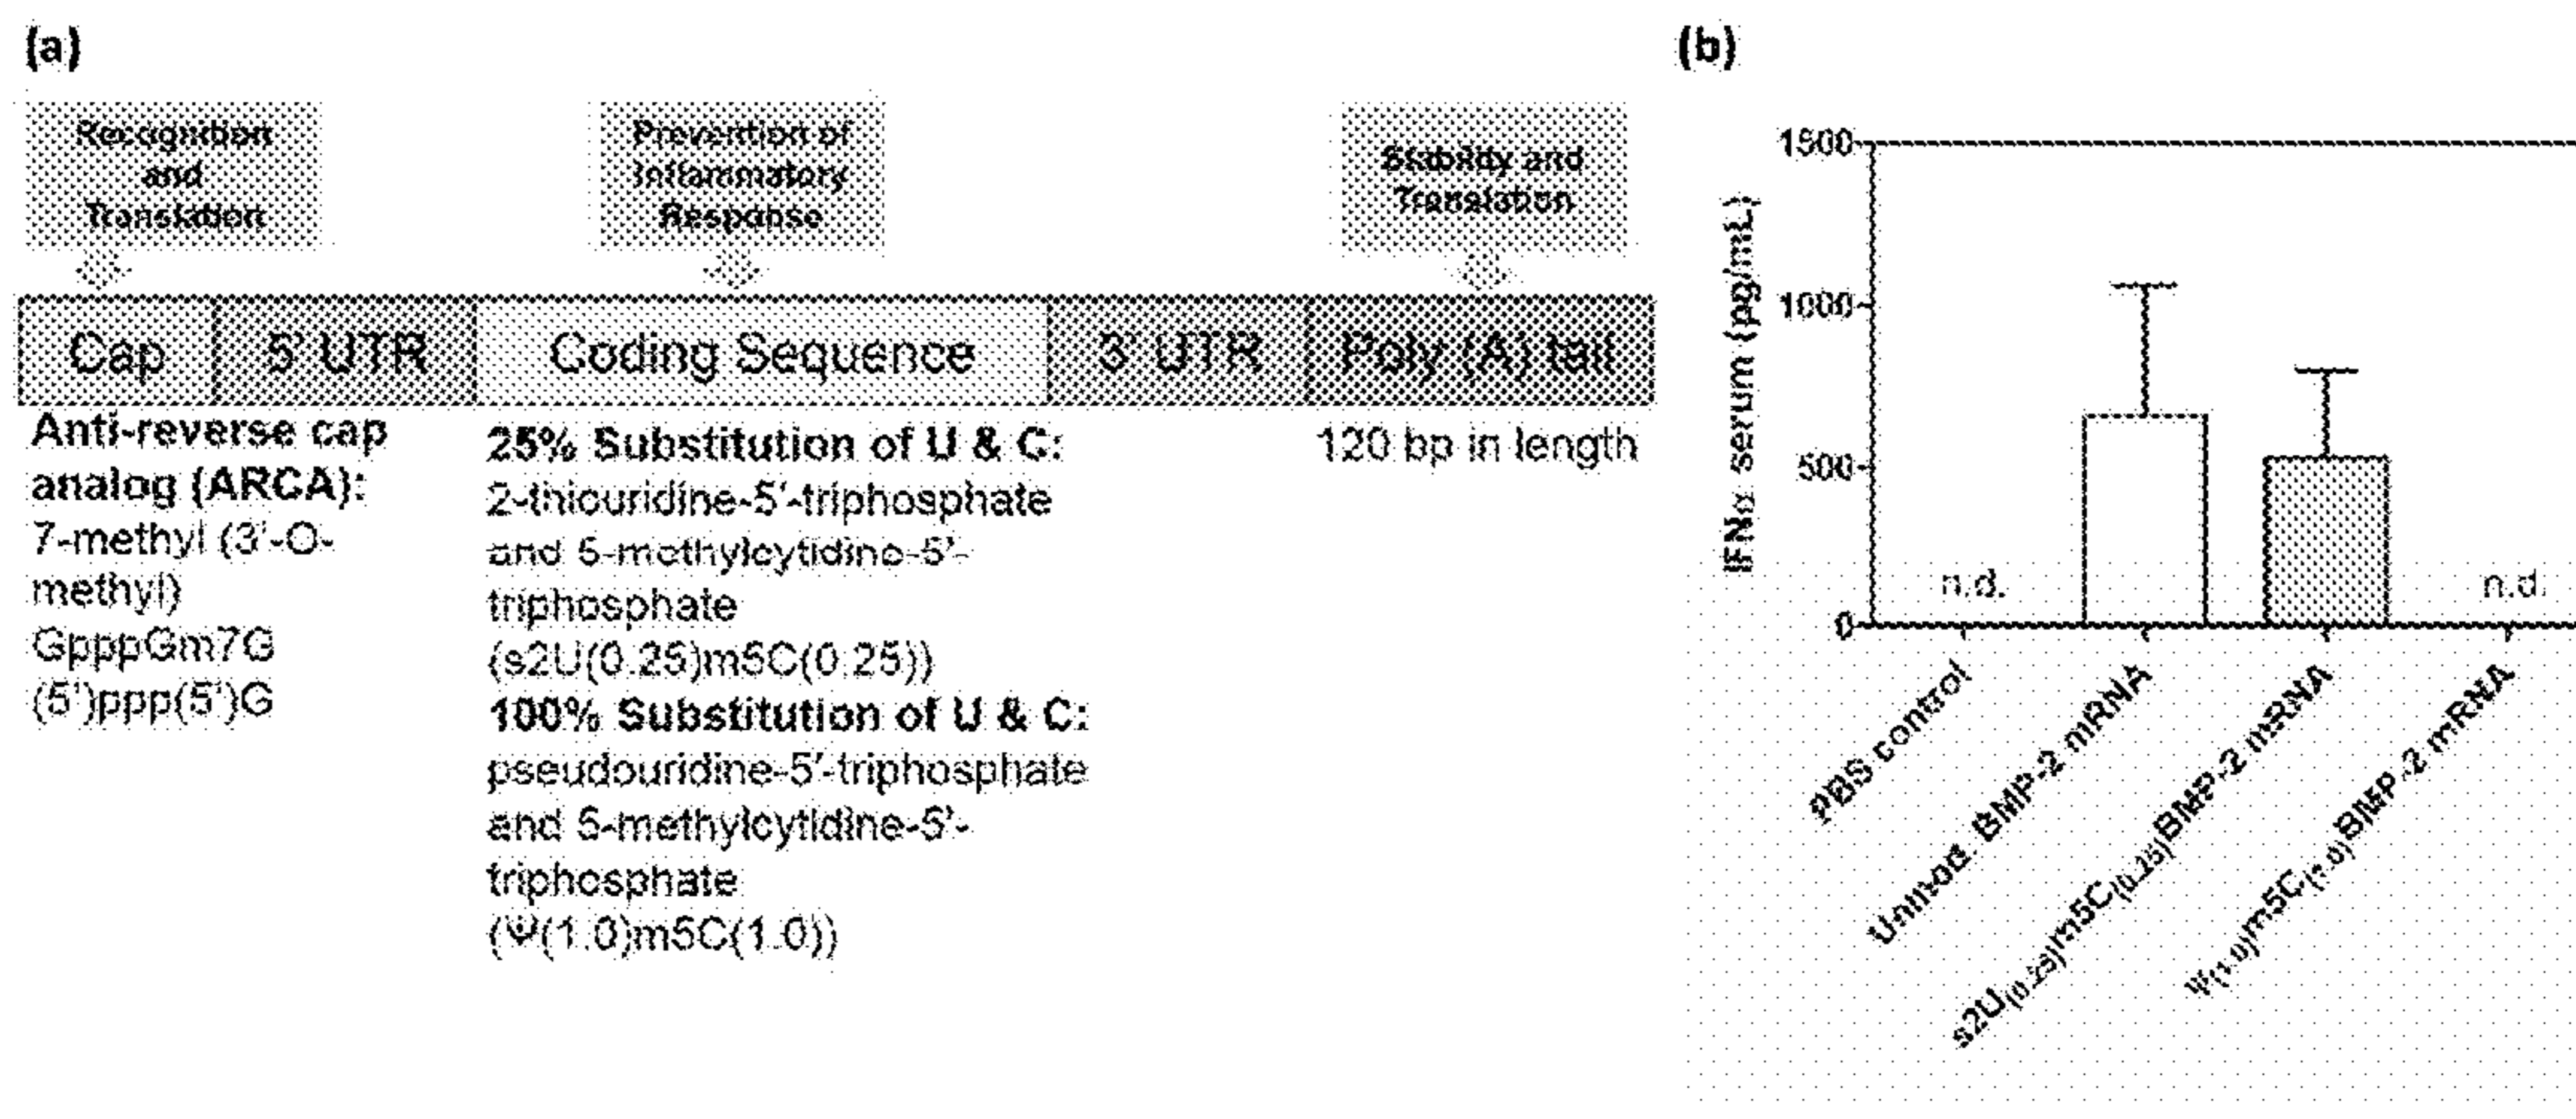 (a)
Recognition
and
Translation
Prevention of
Inflammatory
Response
Stability and
Translation
Cap
5' UTR
Coding Sequence
3' UTR
Poly (A) tail
Anti-reverse cap
analog (ARCA):
7-methyl (3'-O-
methyl)
GpppGm7G
(5')ppp(5')G
25% Substitution of U & C:
2-thiouridine-5'-triphosphate
and 5-methylcytidine-5'-
triphosphate
(s2U(0.25)m5C(0.25))
100% Substitution of U & C:
pseudouridine-5'-triphosphate
and 5-methylcytidine-5'-
triphosphate
(Ψ(1.0)m5C(1.0))
120 bp in length
(b)
IFNα serum (pg/mL)
1500
1000
500
0
n.d.
n.d.
PBS control
Unmod. BMP-2 mRNA
s2U(0.25)m5C(0.25)BMP-2 mRNA
Ψ(1.0)m5C(1.0)BMP-2 mRNA